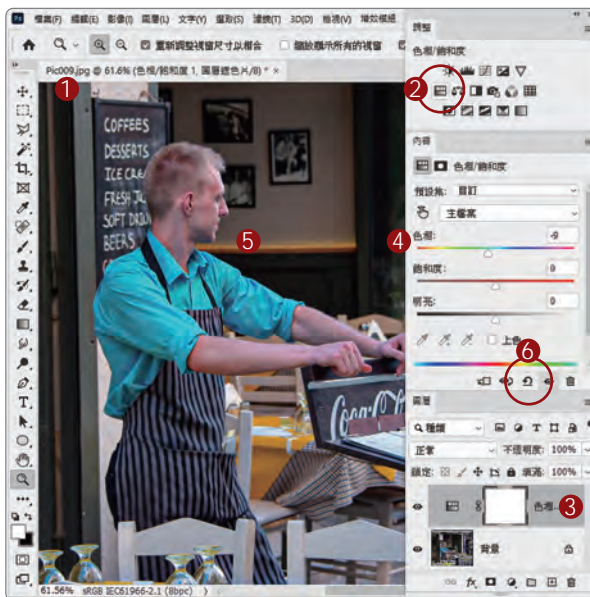 Ps 檔案(F) 編輯(E) 影像(I) 圖層(L) 文字(Y) 選取(S) 濾鏡(T) 3D(D) 檢視(V) 增效模組
重新調整視窗尺寸以相合 縮放顯示所有的視窗
Pic009.jpg @ 61.6% (色相/飽和度 1, 圖層遮色片/8) * ×
1
COFFEES
DESSERTS
ICE CREA
FRESH JU
SOFT DRIN
BEERS
5
Coca-Co
61.56% sRGB IEC61966-2.1 (8bpc)
調整
色相/飽和度
2
內容
色相/飽和度
預設集: 自訂
主檔案
4
色相: -9
飽和度: 0
明亮: 0
上色
6
圖層
種類
正常 不透明度: 100%
鎖定: 填滿: 100%
色相... 3
背景
fx